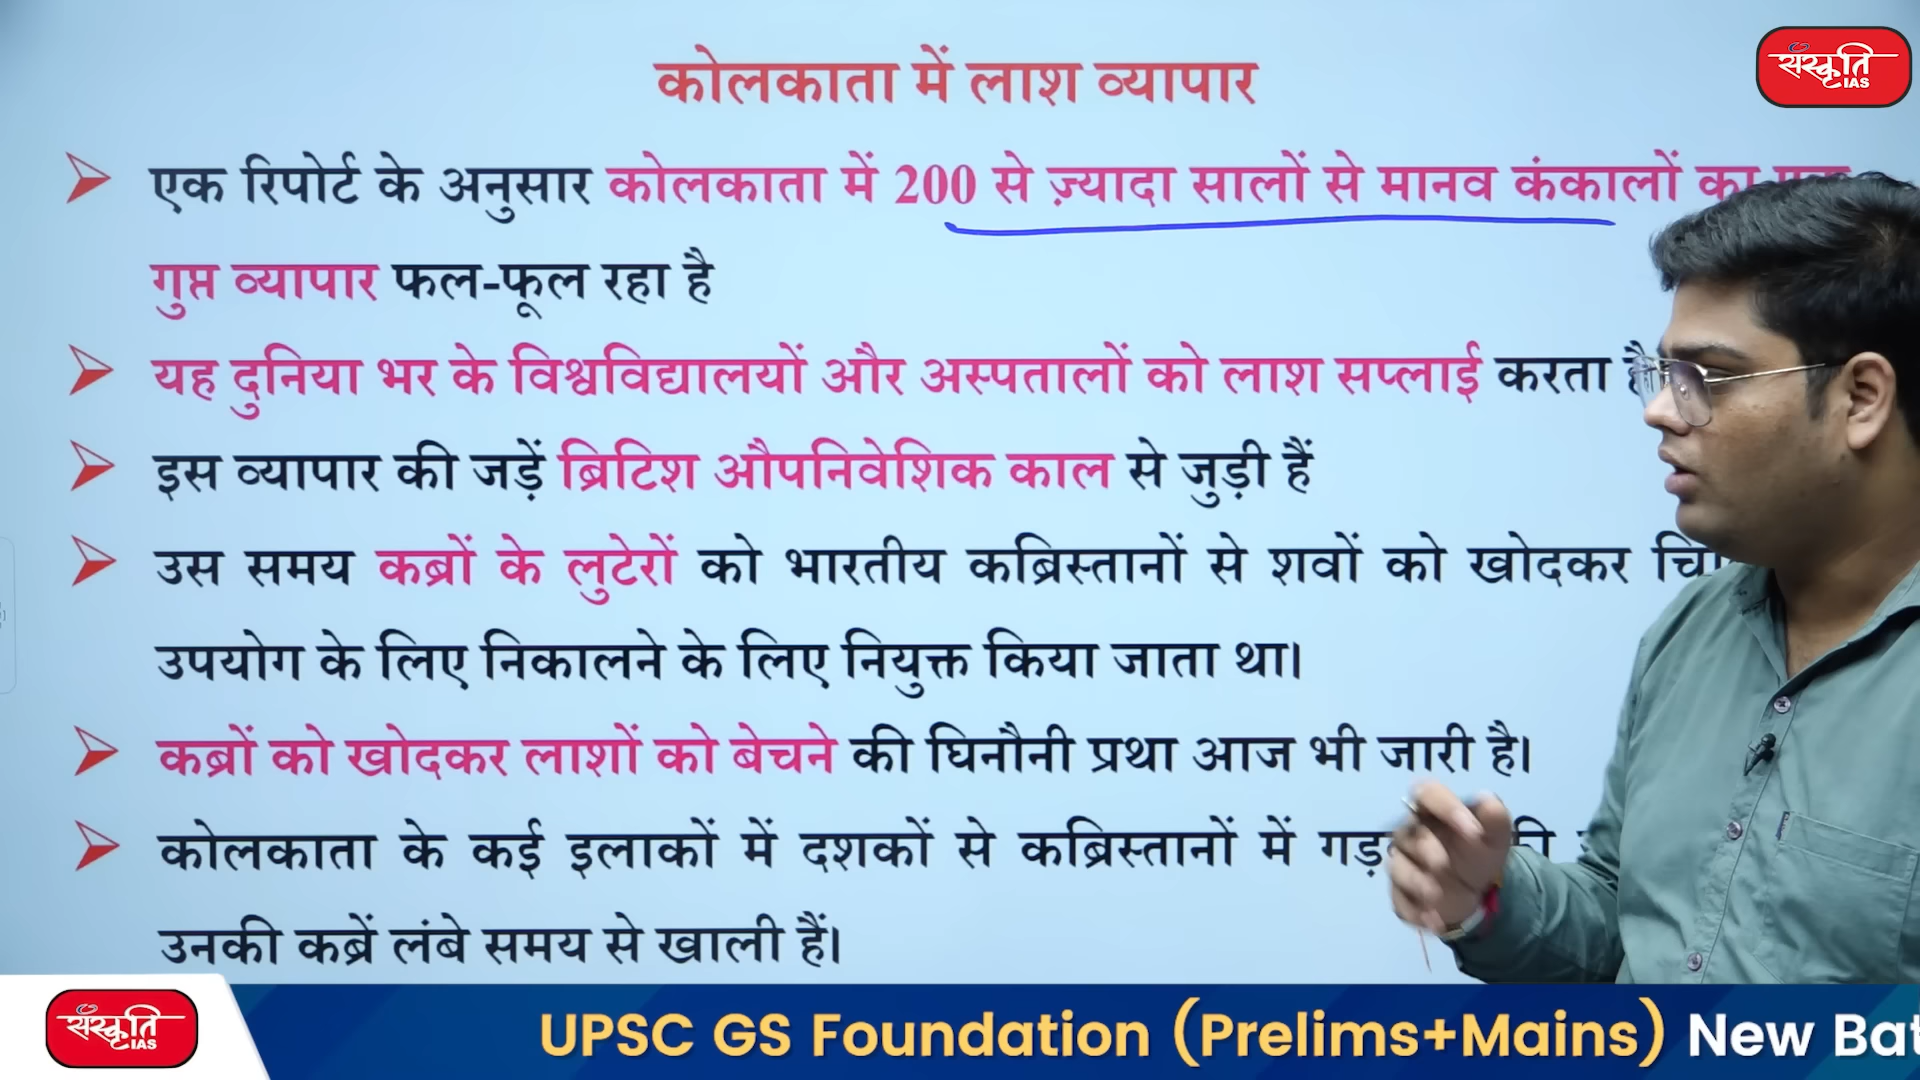 कोलकाता में लाश व्यापार
संस्कृति
IAS
एक रिपोर्ट के अनुसार कोलकाता में 200 से ज़्यादा सालों से मानव कंकालों का
गुप्त व्यापार फल-फूल रहा है
यह दुनिया भर के विश्वविद्यालयों और अस्पतालों को लाश सप्लाई करता है
इस व्यापार की जड़ें ब्रिटिश औपनिवेशिक काल से जुड़ी हैं
उस समय कब्रों के लुटेरों को भारतीय कब्रिस्तानों से शवों को खोदकर
उपयोग के लिए निकालने के लिए नियुक्त किया जाता था।
कब्रों को खोदकर लाशों को बेचने की घिनौनी प्रथा आज भी जारी है।
कोलकाता के कई इलाकों में दशकों से कब्रिस्तानों में
उनकी कब्रें लंबे समय से खाली हैं।
संस्कृति
IAS
UPSC GS Foundation (Prelims+Mains) New